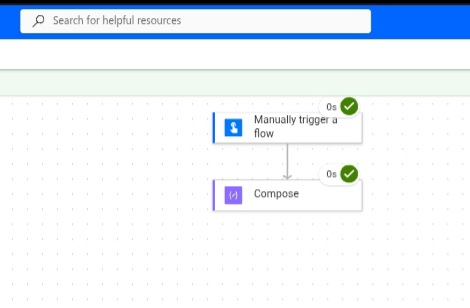 Search for helpful resources
0s
Manually trigger a
flow
0s
Compose